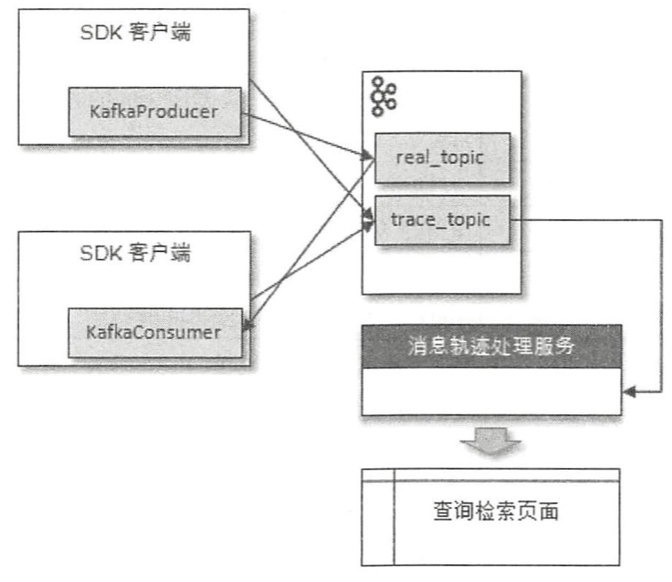 SDK 客户端
KafkaProducer
real_topic
trace_topic
SDK 客户端
KafkaConsumer
消息轨迹处理服务
查询检索页面